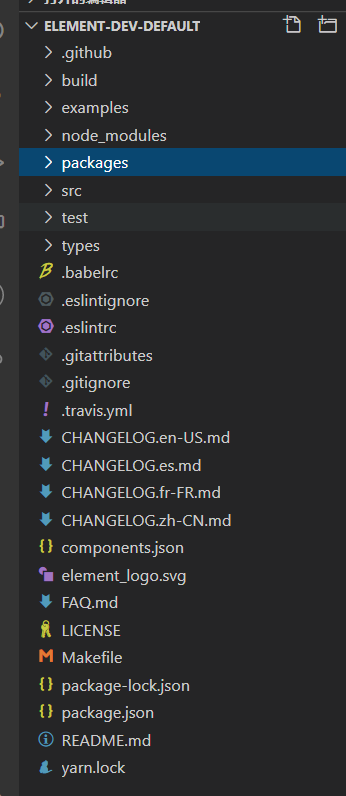 ELEMENT-DEV-DEFAULT
.github
build
examples
node_modules
packages
src
test
types
.babelrc
.eslintignore
.eslintrc
.gitattributes
.gitignore
.travis.yml
CHANGELOG.en-US.md
CHANGELOG.es.md
CHANGELOG.fr-FR.md
CHANGELOG.zh-CN.md
components.json
element_logo.svg
FAQ.md
LICENSE
Makefile
package-lock.json
package.json
README.md
yarn.lock